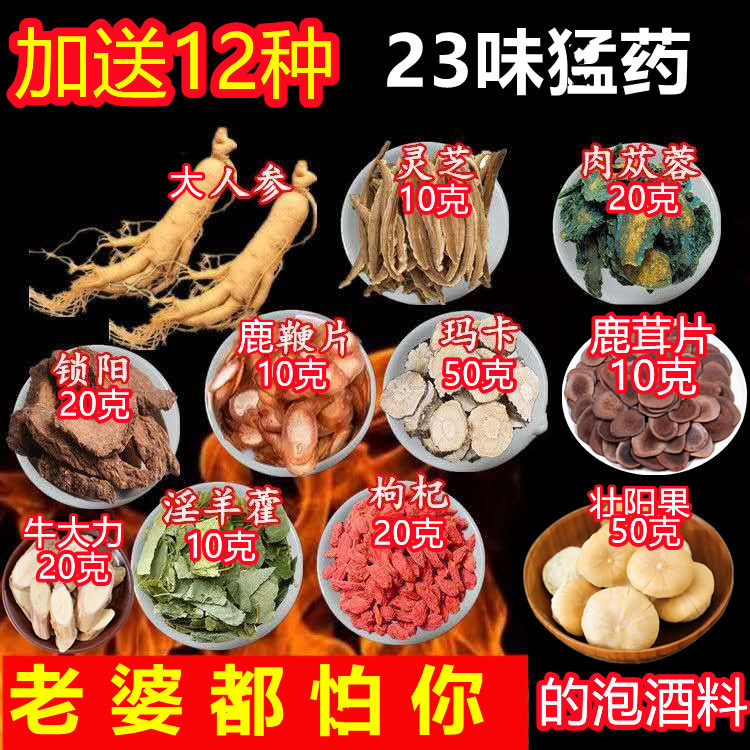 加送12种 23味猛药
大人参
灵芝
10克
肉苁蓉
20克
锁阳
20克
鹿鞭片
10克
玛卡
50克
鹿茸片
10克
牛大力
20克
淫羊藿
10克
枸杞
20克
壮阳果
50克
老婆都怕你的泡酒料